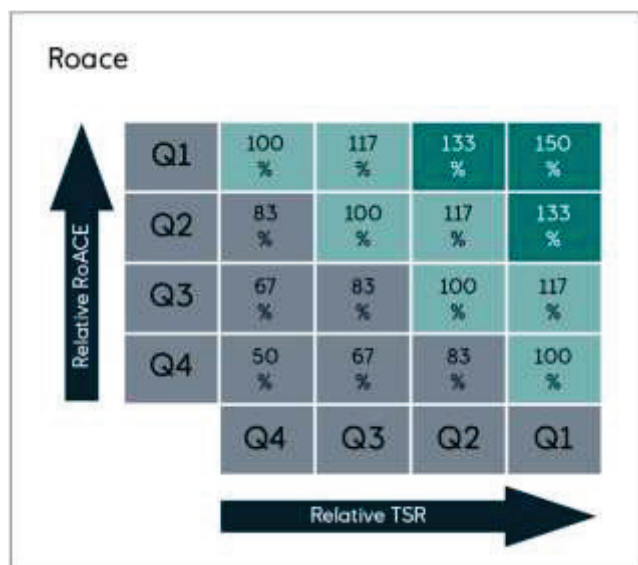 Roace
Relative RoACE
Q1 100 % 117 % 133 % 150 %
Q2 83 % 100 % 117 % 133 %
Q3 67 % 83 % 100 % 117 %
Q4 50 % 67 % 83 % 100 %
Q4 Q3 Q2 Q1
Relative TSR